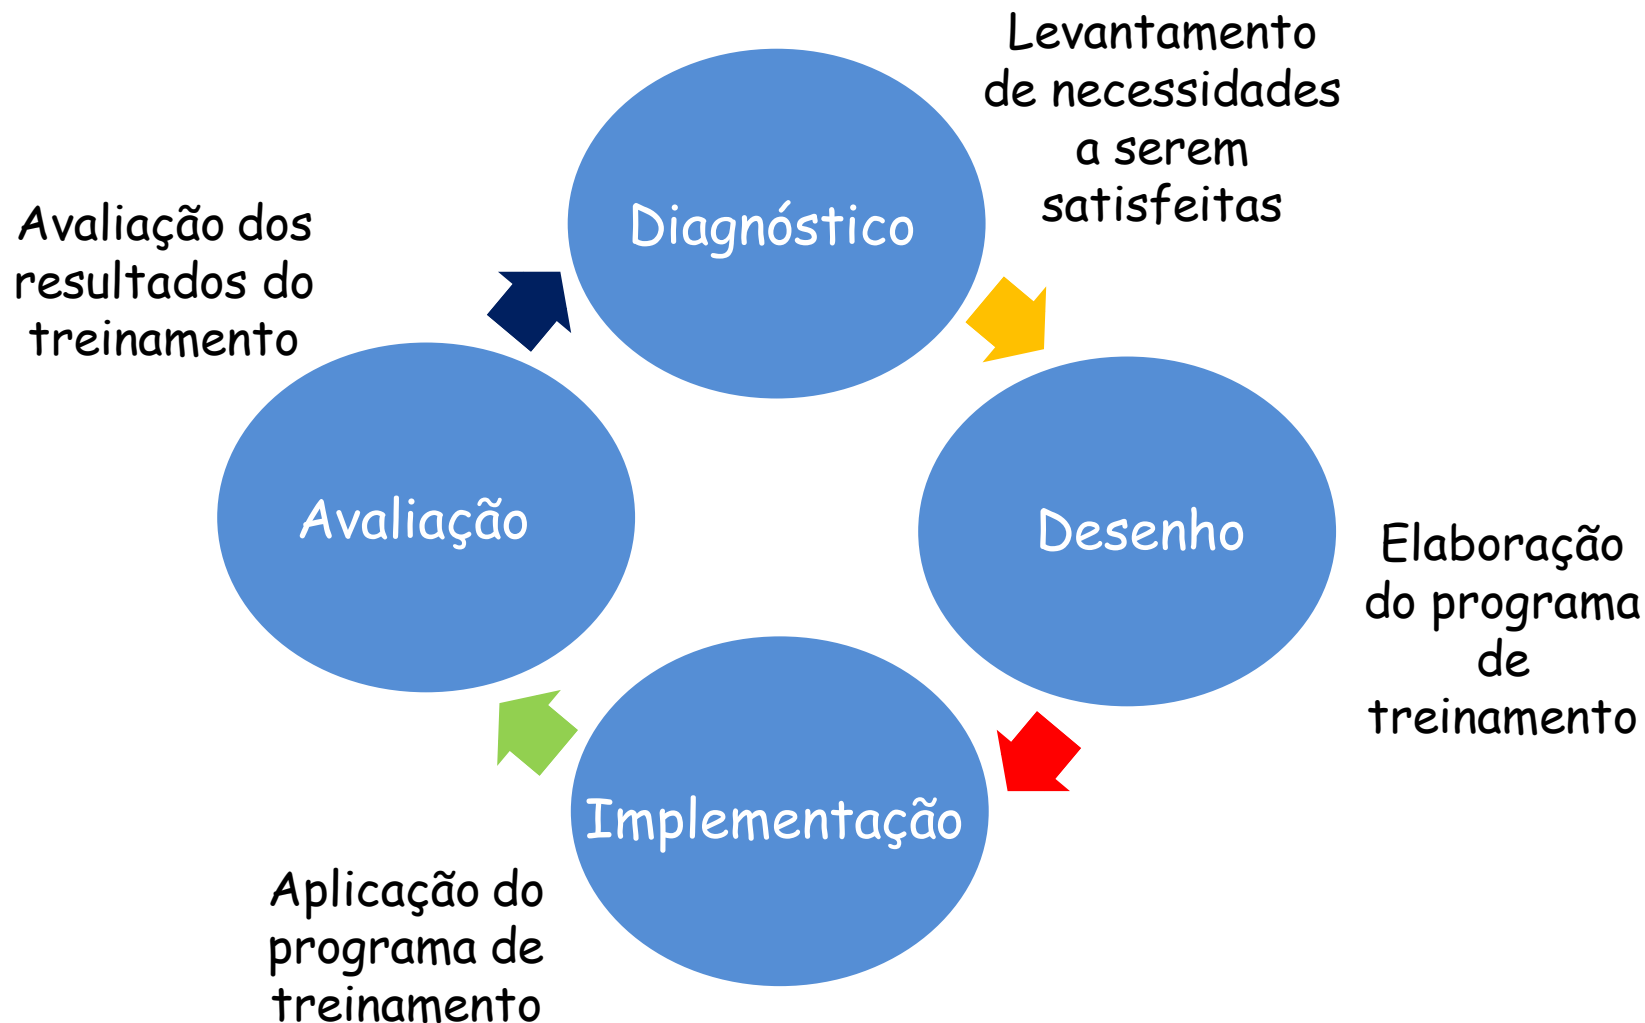 Levantamento
de necessidades
a serem
satisfeitas
Diagnóstico
Avaliação dos
resultados do
treinamento
Avaliação
Desenho
Elaboração
do programa
de
treinamento
Implementação
Aplicação do
programa de
treinamento